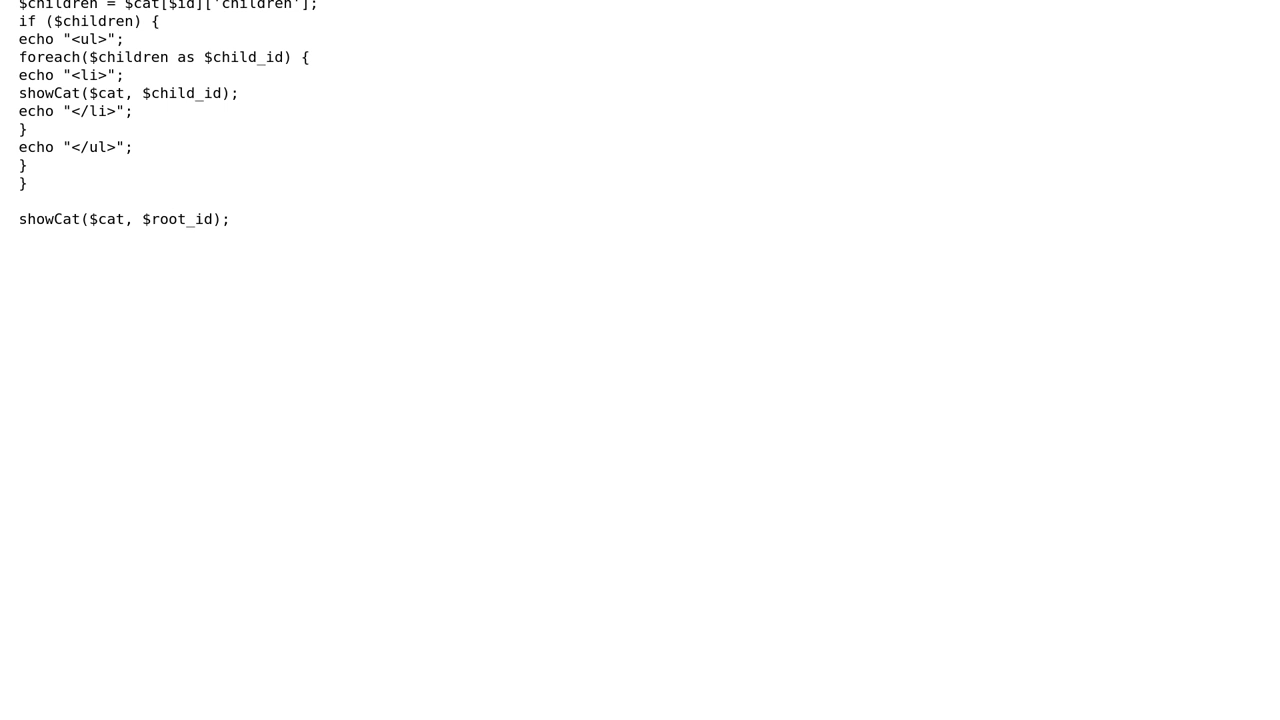 $children = $cat[$id]['children'];
if ($children) {
echo "<ul>";
foreach($children as $child_id) {
echo "<li>";
showCat($cat, $child_id);
echo "</li>";
}
echo "</ul>";
}
}

showCat($cat, $root_id);